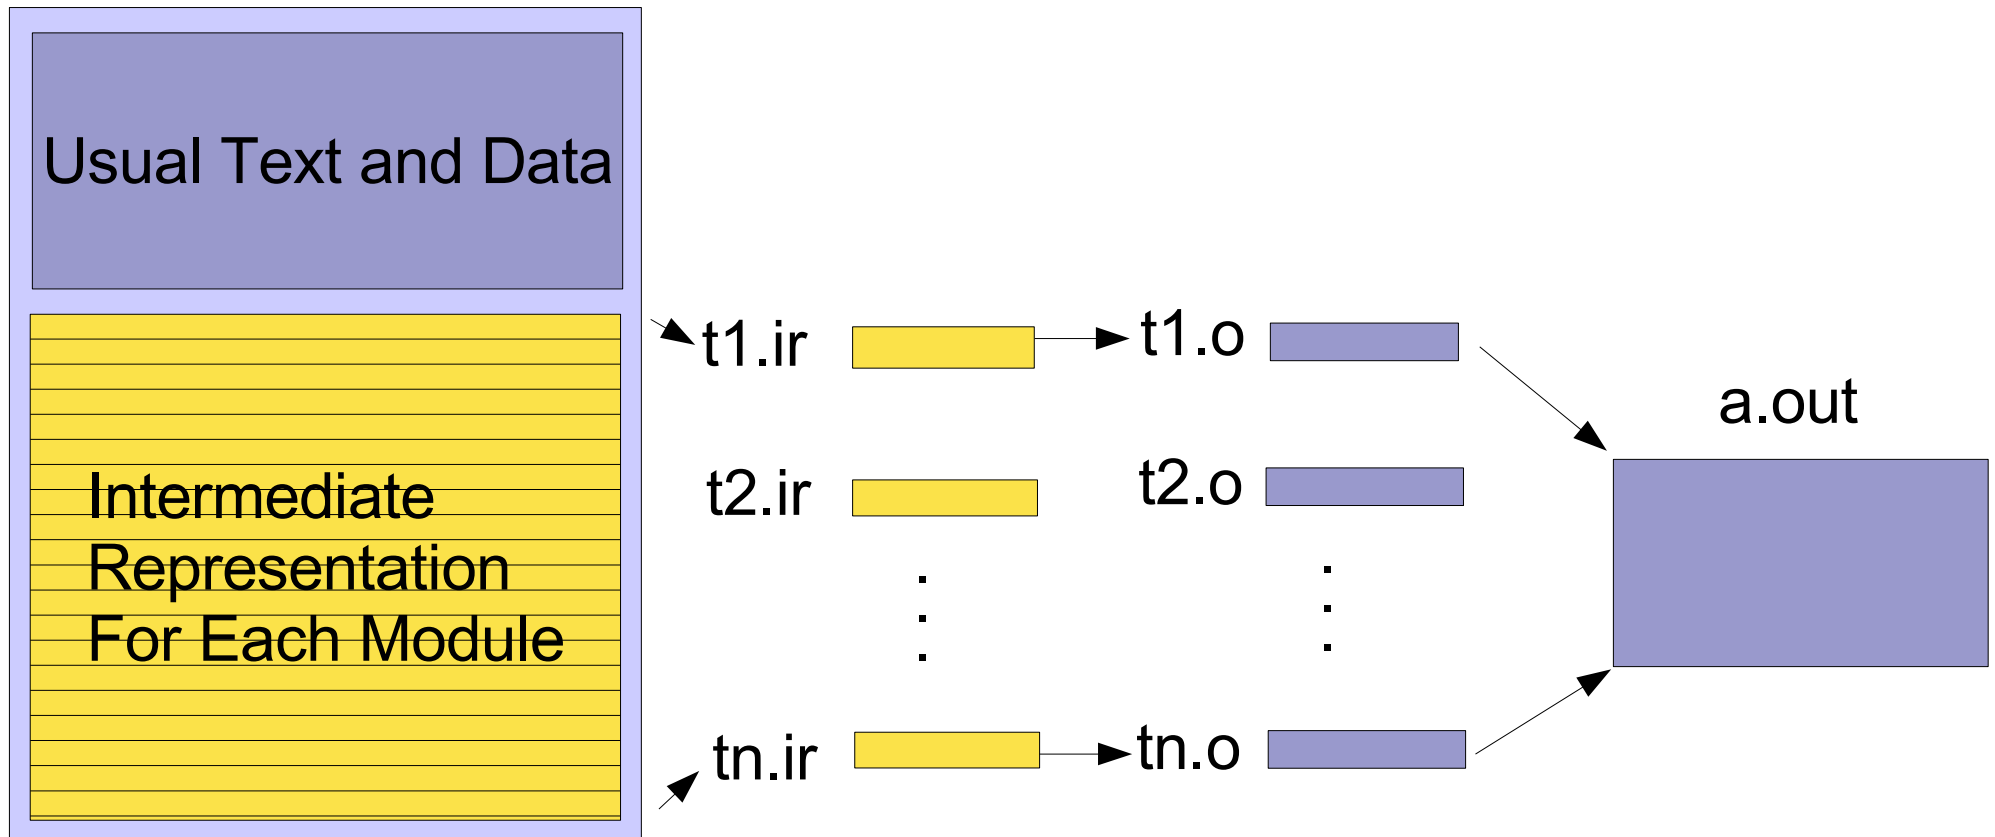 Usual Text and Data
Intermediate
Representation
For Each Module
t1.ir
t1.o
t2.ir
t2.o
tn.ir
tn.o
a.out